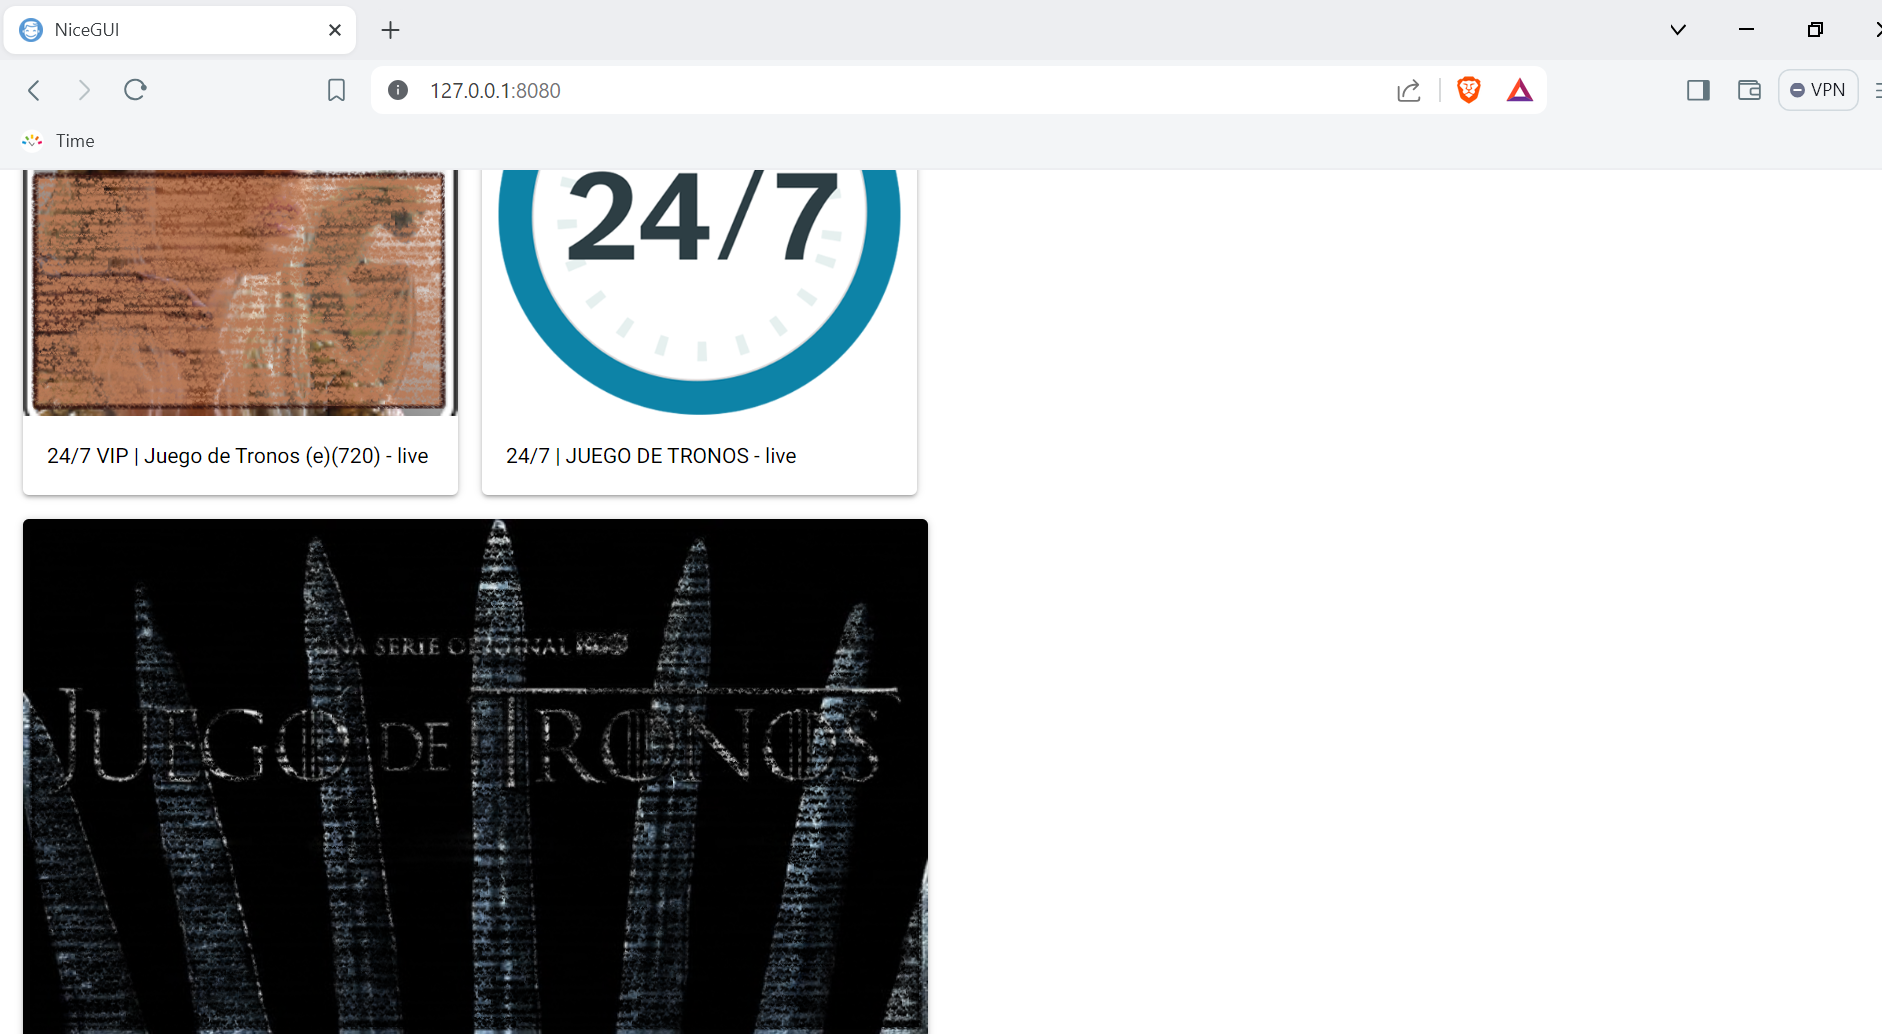 NiceGUI
127.0.0.1:8080
VPN
Time
24/7
24/7 VIP | Juego de Tronos (e)(720) - live
24/7 | JUEGO DE TRONOS - live
UNA SERIE ORIGINAL HBO
JUEGO DE TRONOS